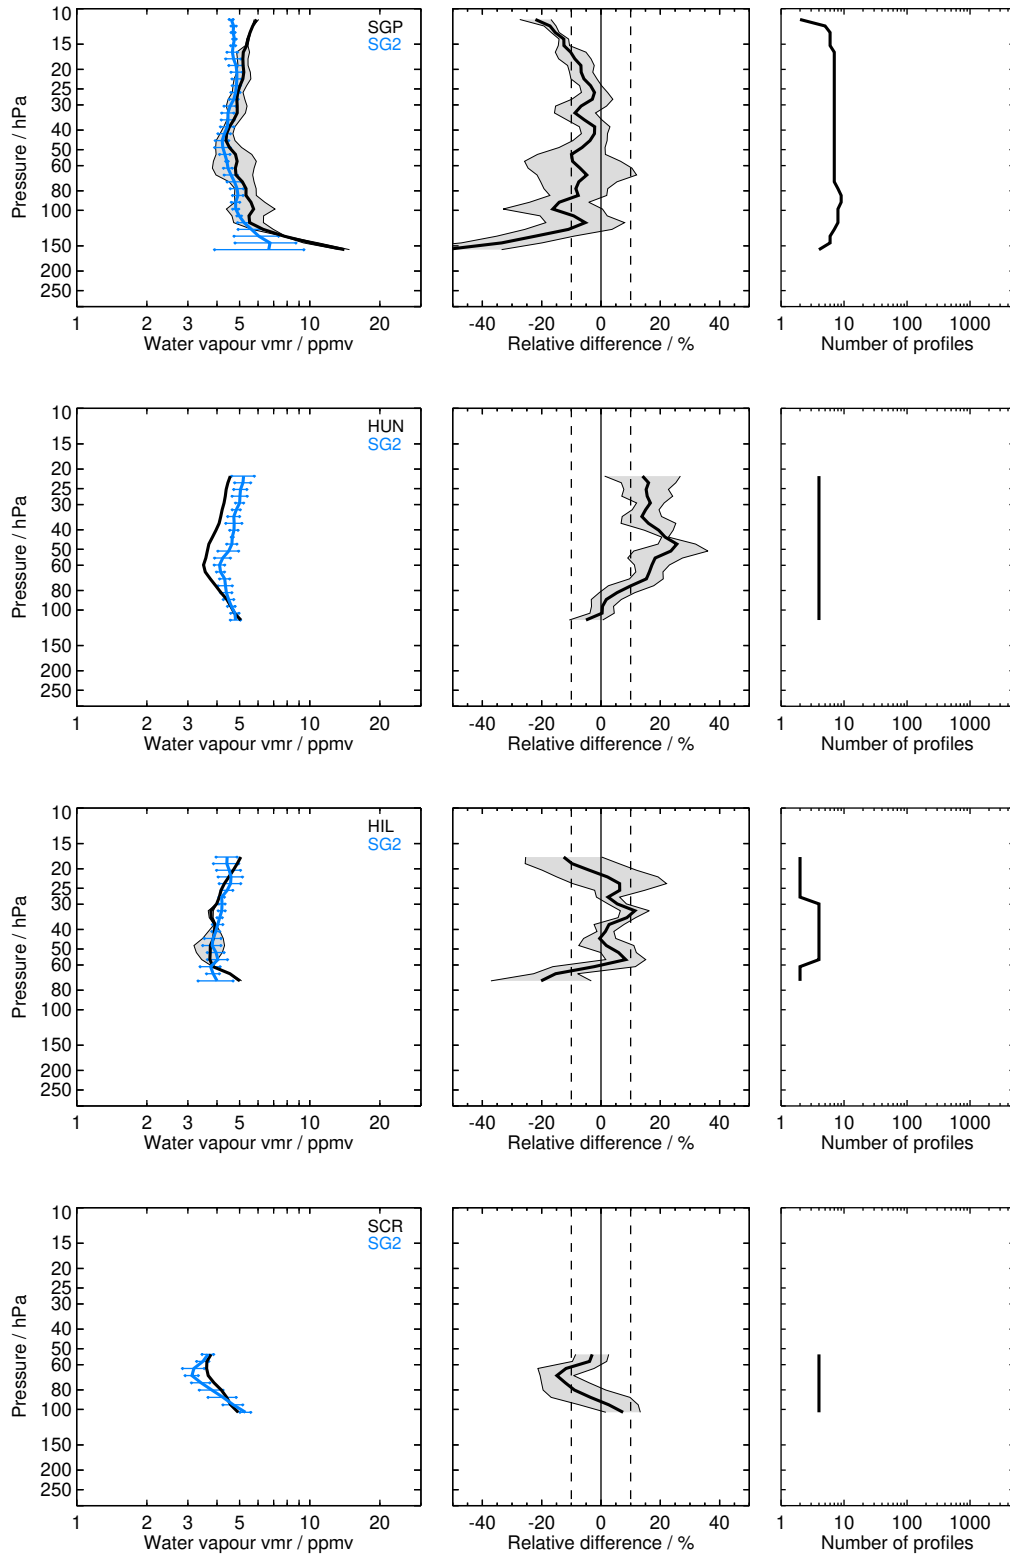 SGP
SG2
10
15
20
25
30
40
50
60
80
100
150
200
250
Pressure / hPa
1 2 3 5 10 20
Water vapour vmr / ppmv
-40 -20 0 20 40
Relative difference / %
1 10 100 1000
Number of profiles
HUN
SG2
10
15
20
25
30
40
50
60
80
100
150
200
250
Pressure / hPa
1 2 3 5 10 20
Water vapour vmr / ppmv
-40 -20 0 20 40
Relative difference / %
1 10 100 1000
Number of profiles
HIL
SG2
10
15
20
25
30
40
50
60
80
100
150
200
250
Pressure / hPa
1 2 3 5 10 20
Water vapour vmr / ppmv
-40 -20 0 20 40
Relative difference / %
1 10 100 1000
Number of profiles
SCR
SG2
10
15
20
25
30
40
50
60
80
100
150
200
250
Pressure / hPa
1 2 3 5 10 20
Water vapour vmr / ppmv
-40 -20 0 20 40
Relative difference / %
1 10 100 1000
Number of profiles